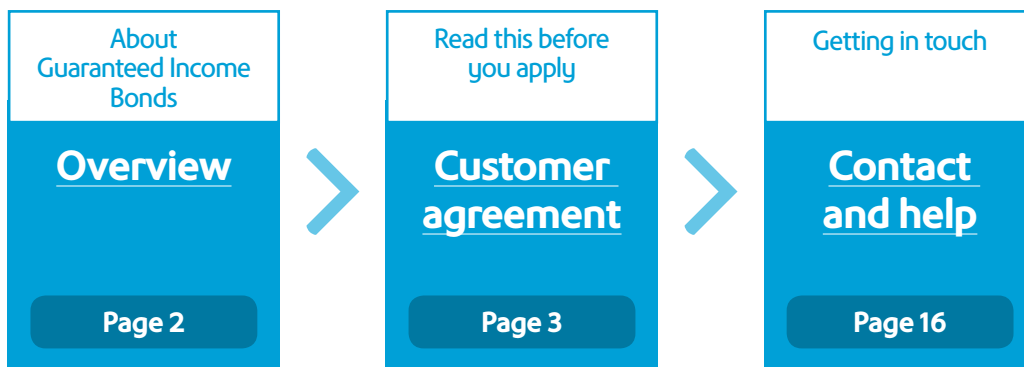 About
Guaranteed Income
Bonds
Overview
Page 2
Read this before
you apply
Customer
agreement
Page 3
Getting in touch
Contact
and help
Page 16